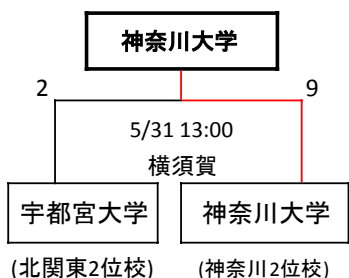 神奈川大学
2 9
5/31 13:00
横須賀
宇都宮大学 神奈川大学
(北関東2位校) (神奈川2位校)